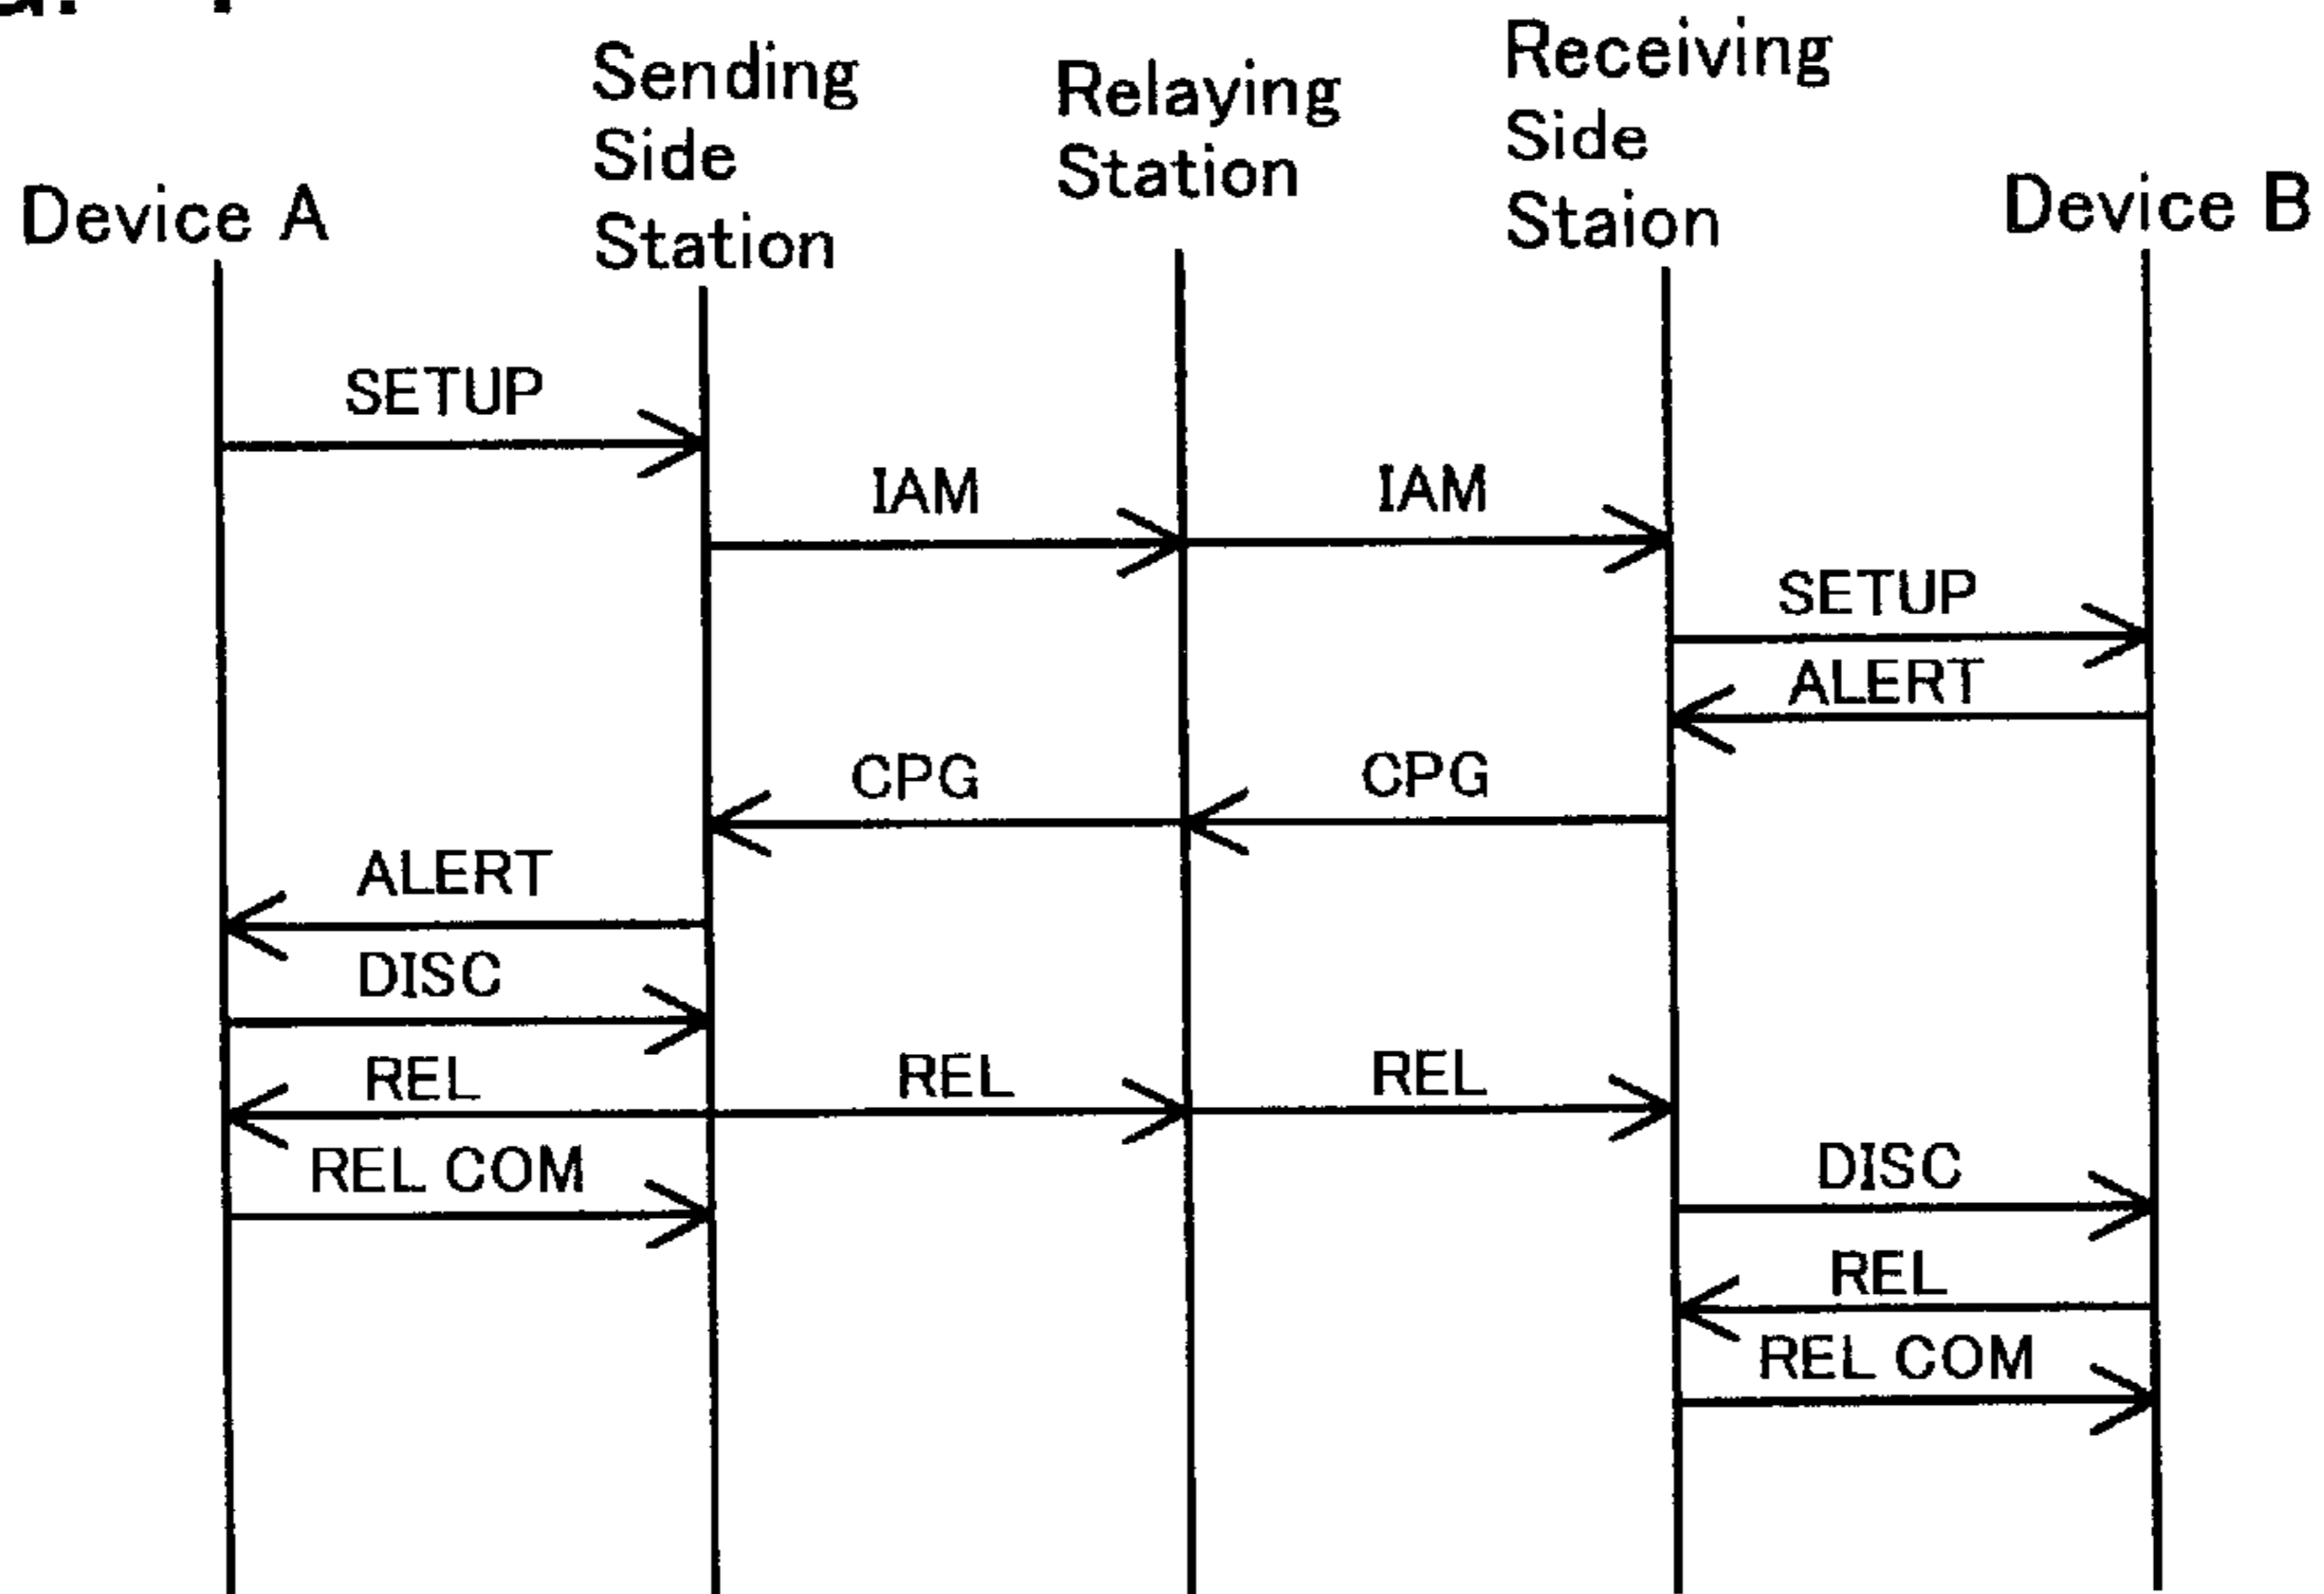 Device A
Sending
Side
Station
Relaying
Station
Receiving
Side
Staion
Device B
SETUP
IAM
IAM
SETUP
ALERT
CPG
CPG
ALERT
DISC
REL
REL
REL
REL COM
DISC
REL
REL COM